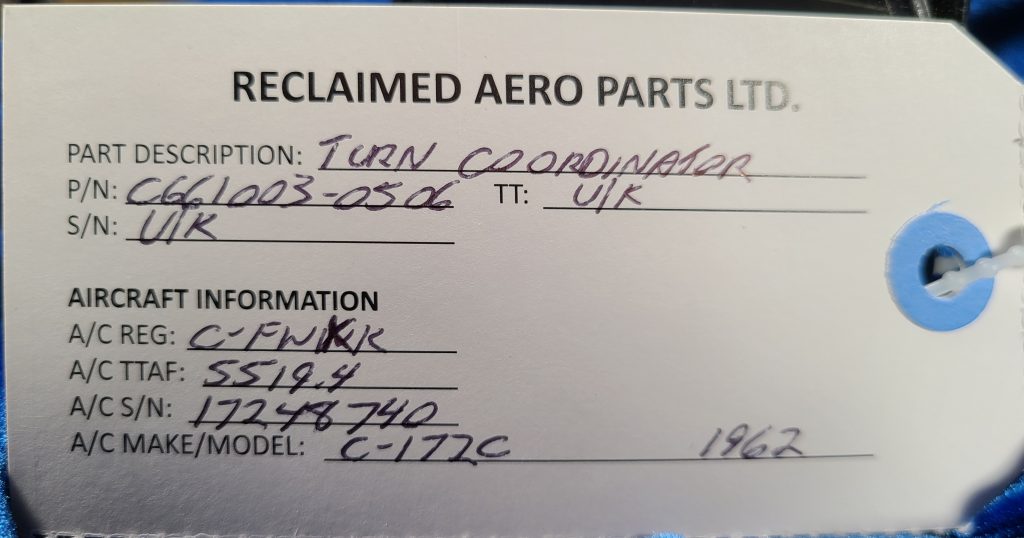 RECLAIMED AERO PARTS LTD.
PART DESCRIPTION: TURN COORDINATOR
P/N: C661003-0506 TT: U/K
S/N: U/K
AIRCRAFT INFORMATION
A/C REG:
A/C TTAF: 5519.4
A/C S/N: 17248740
A/C MAKE/MODEL: C-172C 1962